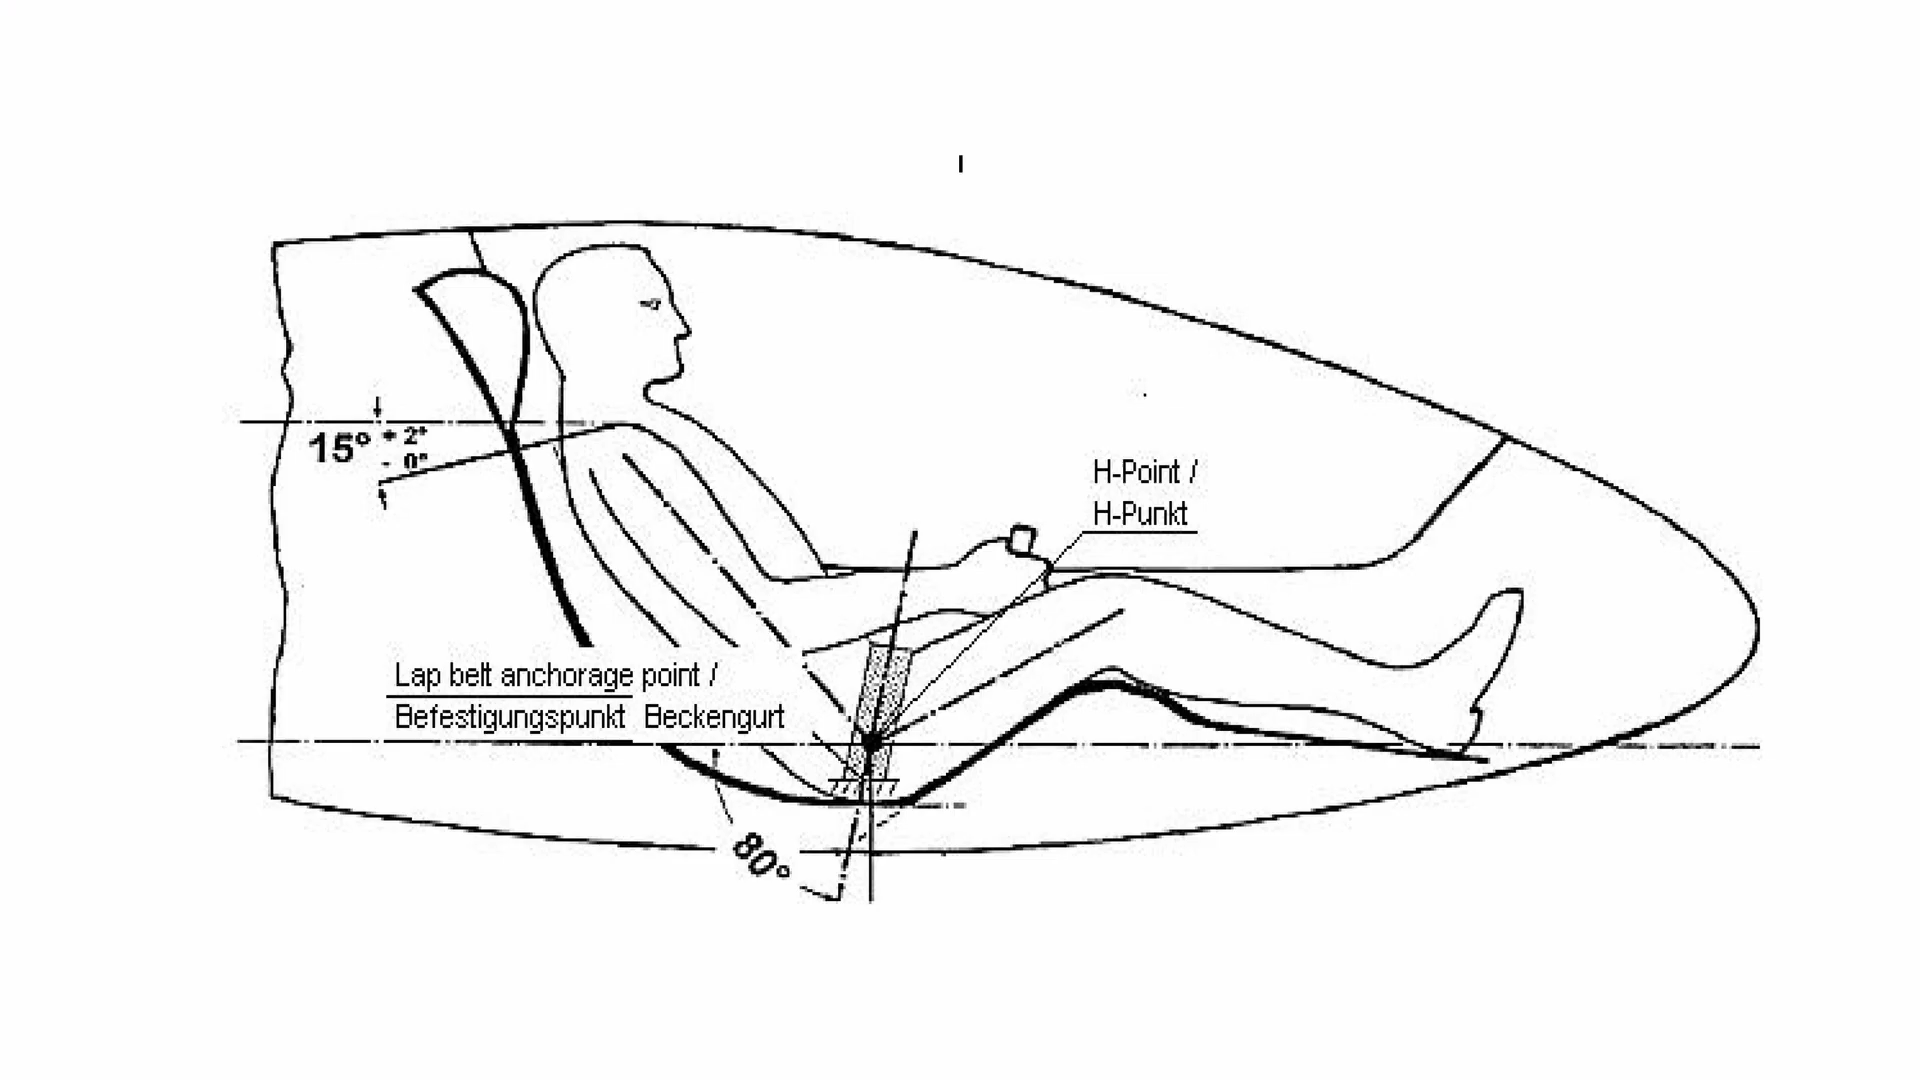 15° + 2°
- 0°
H-Point /
H-Punkt
Lap belt anchorage point /
Befestigungspunkt Beckengurt
80°